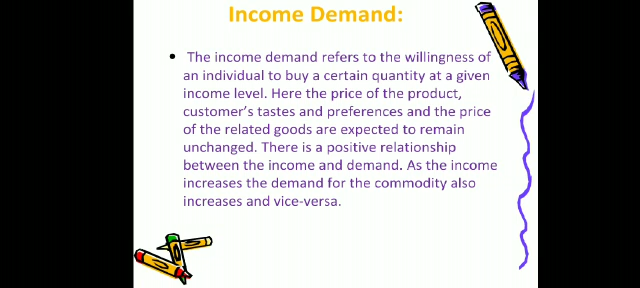 Income Demand:
• The income demand refers to the willingness of
an individual to buy a certain quantity at a given
income level. Here the price of the product,
customer's tastes and preferences and the price
of the related goods are expected to remain
unchanged. There is a positive relationship
between the income and demand. As the income
increases the demand for the commodity also
increases and vice-versa.